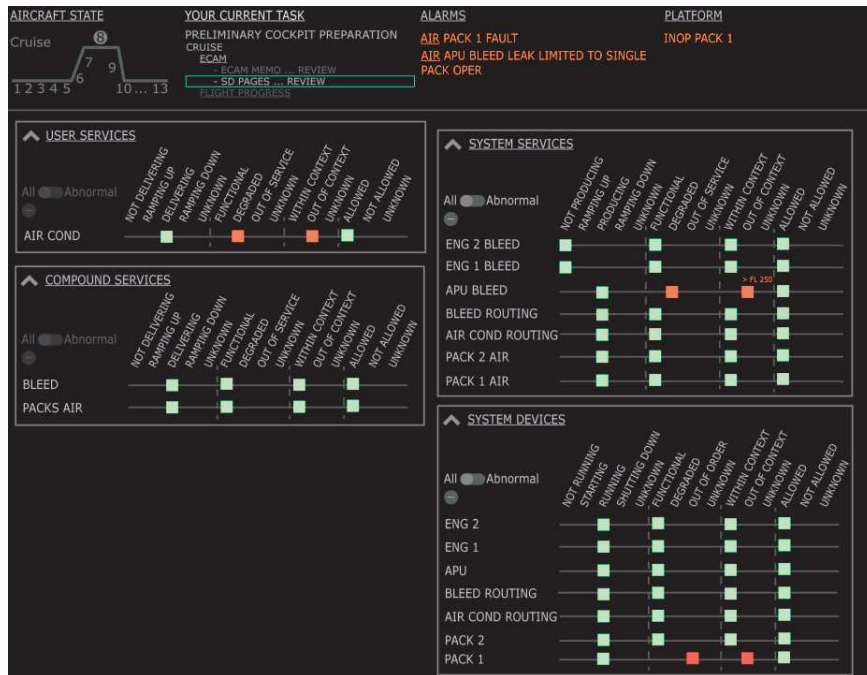 AIRCRAFT STATE
Cruise
8
7
9
6
1 2 3 4 5
10... 13
YOUR CURRENT TASK
PRELIMINARY COCKPIT PREPARATION
CRUISE
ECAM
- ECAM MEMO ... REVIEW
- SD PAGES ... REVIEW
FLIGHT PROGRESS
ALARMS
AIR PACK 1 FAULT
AIR APU BLEED LEAK LIMITED TO SINGLE
PACK OPER
PLATFORM
INOP PACK 1
USER SERVICES
All Abnormal
NOT DELIVERING
RAMPING UP
DELIVERING
RAMPING DOWN
UNKNOWN
FUNCTIONAL
DEGRADED
OUT OF SERVICE
UNKNOWN
WITHIN CONTEXT
OUT OF CONTEXT
UNKNOWN
ALLOWED
NOT ALLOWED
UNKNOWN
AIR COND
COMPOUND SERVICES
All Abnormal
NOT DELIVERING
RAMPING UP
DELIVERING
RAMPING DOWN
UNKNOWN
FUNCTIONAL
DEGRADED
OUT OF SERVICE
UNKNOWN
WITHIN CONTEXT
OUT OF CONTEXT
UNKNOWN
ALLOWED
NOT ALLOWED
UNKNOWN
BLEED
PACKS AIR
SYSTEM SERVICES
All Abnormal
NOT PRODUCING
RAMPING UP
PRODUCING
RAMPING DOWN
UNKNOWN
FUNCTIONAL
DEGRADED
OUT OF SERVICE
UNKNOWN
WITHIN CONTEXT
OUT OF CONTEXT
UNKNOWN
ALLOWED
NOT ALLOWED
UNKNOWN
ENG 2 BLEED
ENG 1 BLEED
> FL 250
APU BLEED
BLEED ROUTING
AIR COND ROUTING
PACK 2 AIR
PACK 1 AIR
SYSTEM DEVICES
All Abnormal
NOT RUNNING
STARTING
RUNNING
SHUTTING DOWN
UNKNOWN
FUNCTIONAL
DEGRADED
OUT OF ORDER
UNKNOWN
WITHIN CONTEXT
OUT OF CONTEXT
UNKNOWN
ALLOWED
NOT ALLOWED
UNKNOWN
ENG 2
ENG 1
APU
BLEED ROUTING
AIR COND ROUTING
PACK 2
PACK 1